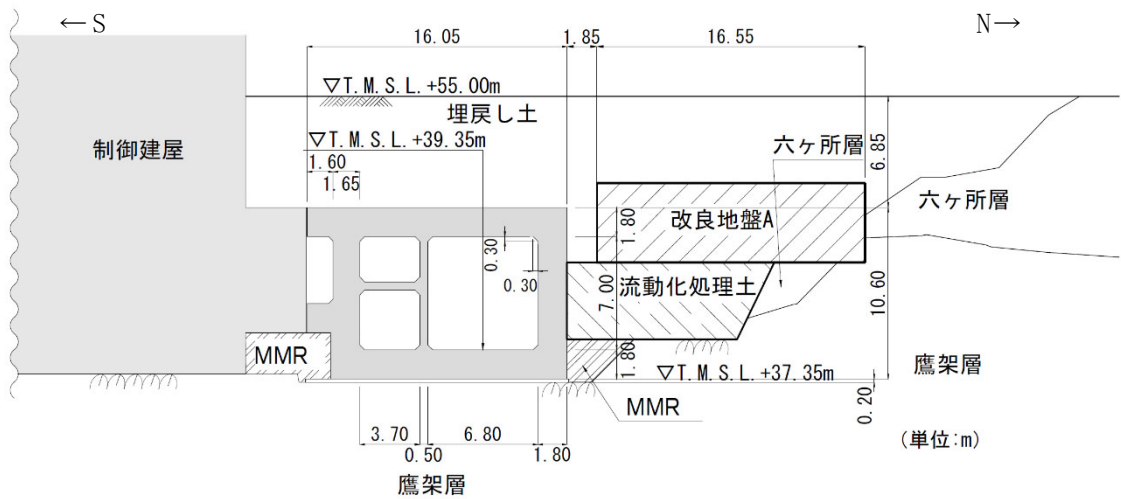 ←S
N→
16.05
1.85
16.55
▽T.M.S.L.+55.00m
埋戻し土
制御建屋
▽T.M.S.L.+39.35m
六ヶ所層
6.85
1.60
1.65
六ヶ所層
改良地盤A
1.80
0.30
0.30
流動化処理土
7.00
10.60
MMR
1.80
▽T.M.S.L.+37.35m
鷹架層
MMR
0.20
3.70
6.80
0.50
1.80
(単位:m)
鷹架層